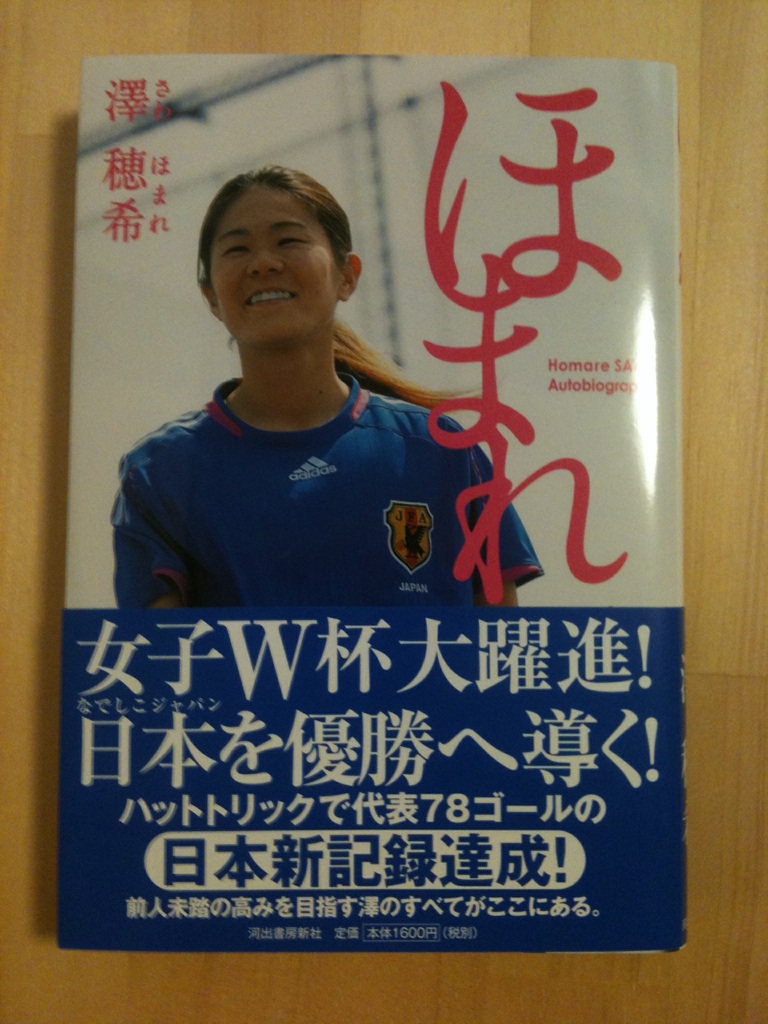 澤 穂希
さわ ほまれ
ほまれ
Homare
Autobiograp
adidas
JFA
JAPAN
女子W杯大躍進!
なでしこジャパン
日本を優勝へ導く!
ハットトリックで代表78ゴールの
日本新記録達成!
前人未踏の高みを目指す澤のすべてがここにある。
河出書房新社 定価 本体1600円(税別)